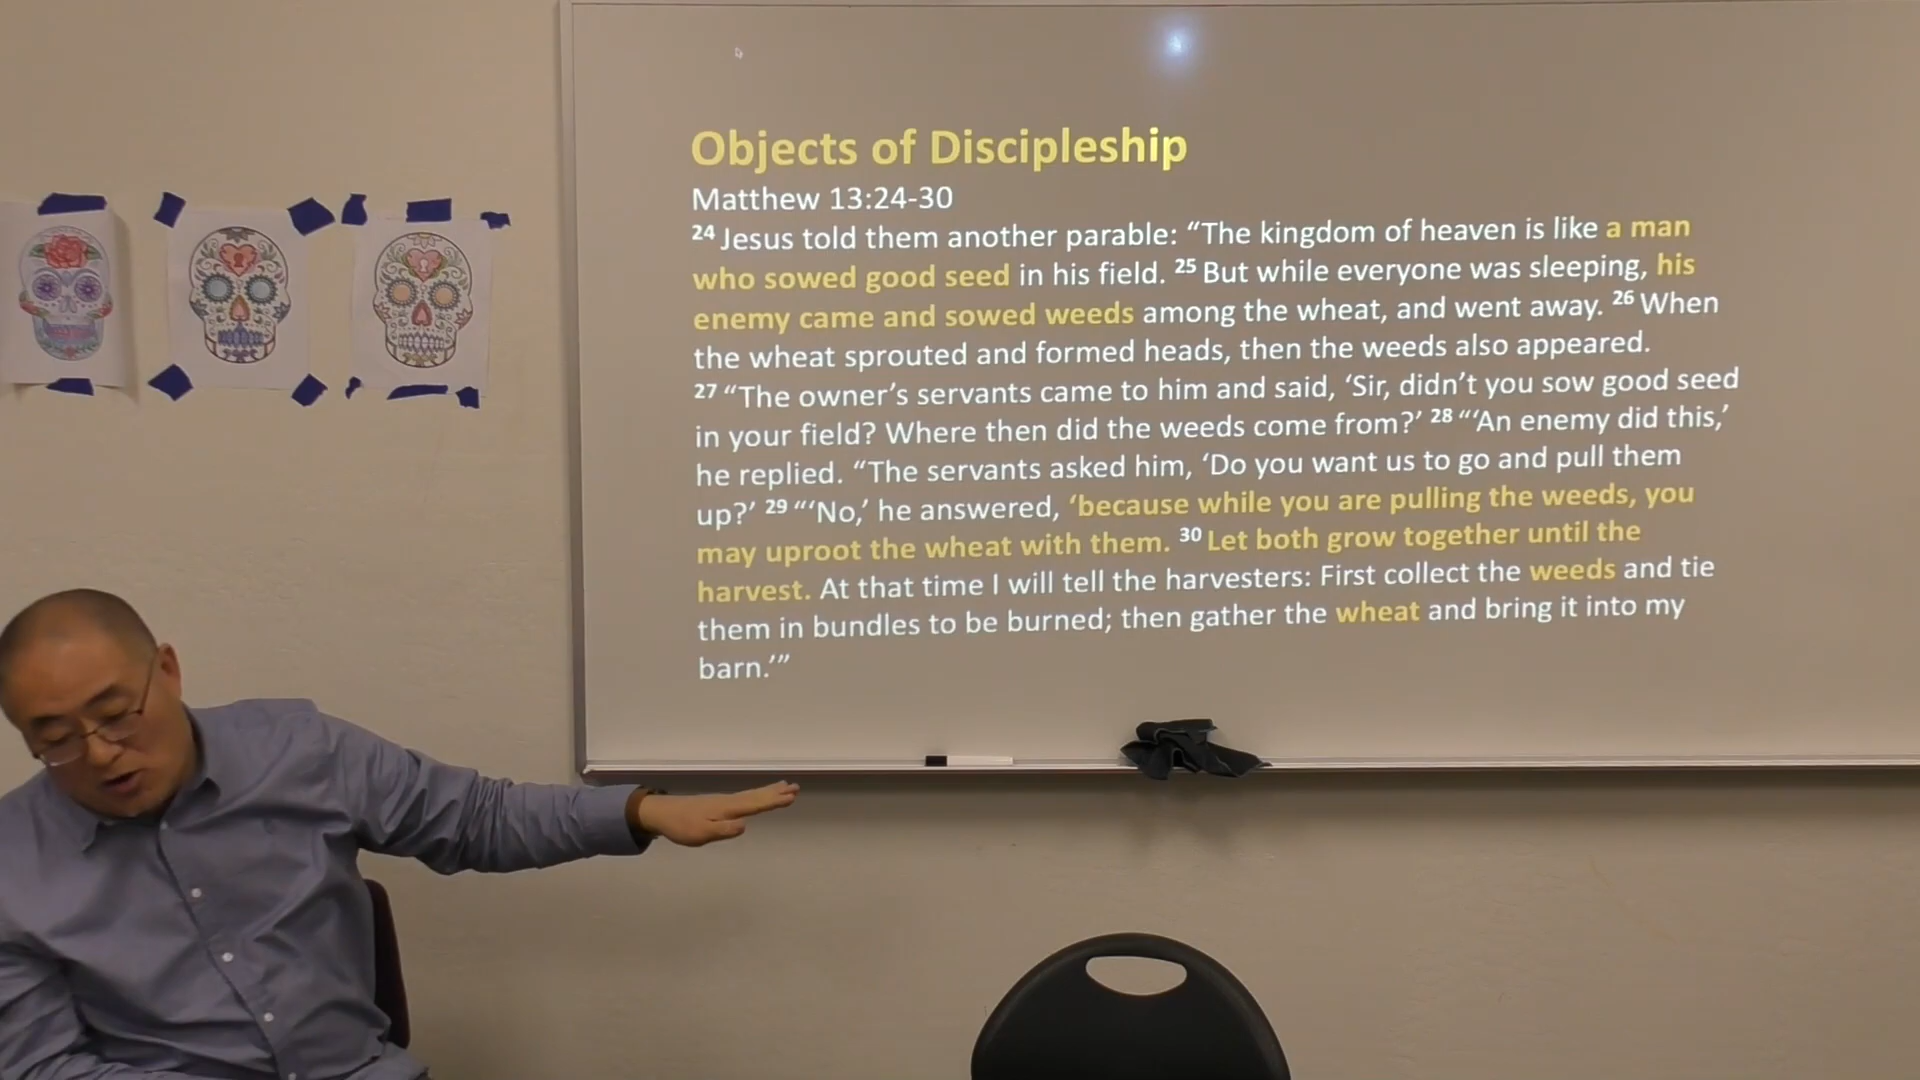 Objects of Discipleship
Matthew 13:24-30
24 Jesus told them another parable: “The kingdom of heaven is like a man
who sowed good seed in his field. 25 But while everyone was sleeping, his
enemy came and sowed weeds among the wheat, and went away. 26 When
the wheat sprouted and formed heads, then the weeds also appeared.
27 “The owner’s servants came to him and said, ‘Sir, didn’t you sow good seed
in your field? Where then did the weeds come from?’ 28 “‘An enemy did this,’
he replied. “The servants asked him, ‘Do you want us to go and pull them
up?’ 29 “‘No,’ he answered, ‘because while you are pulling the weeds, you
may uproot the wheat with them. 30 Let both grow together until the
harvest. At that time I will tell the harvesters: First collect the weeds and tie
them in bundles to be burned; then gather the wheat and bring it into my
barn.’”